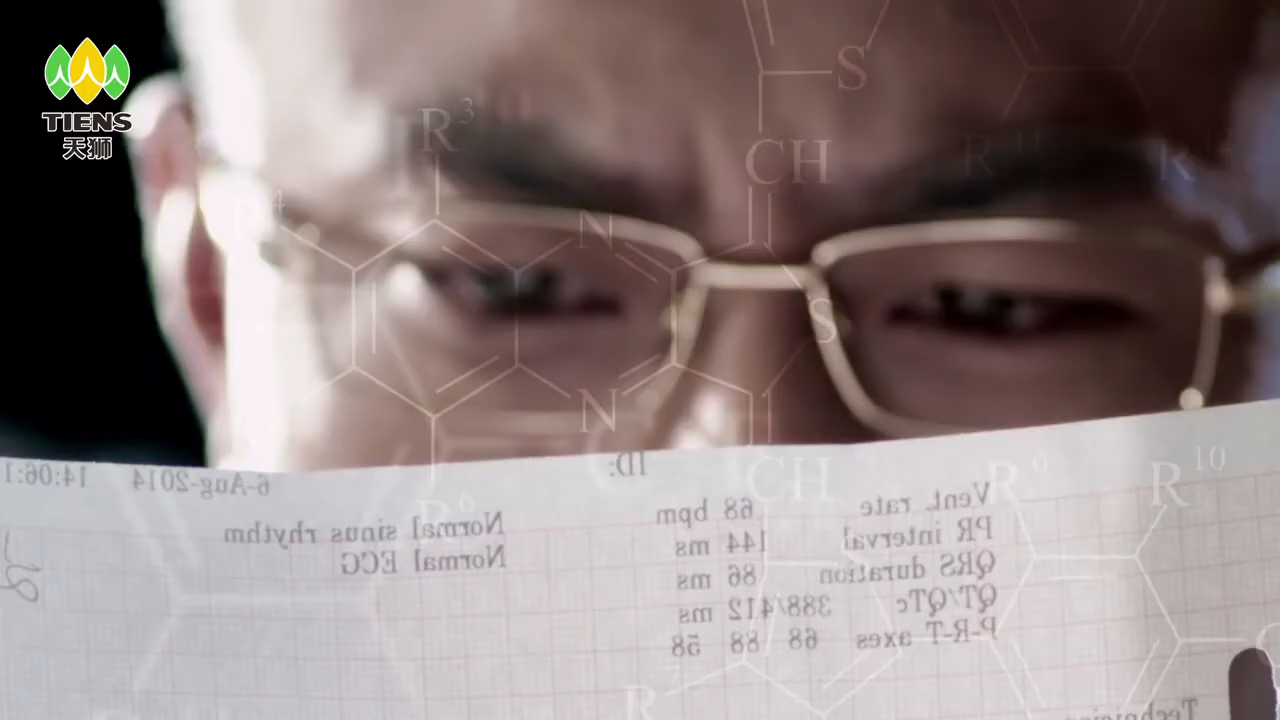 TIENS
天狮
R3
S
CH
R4
N
S
N
CH
R6
R9
R10
R
14:06:1
6-Aug-2014
ID:
Normal sinus rhythm
Normal ECG
Vent. rate 68 bpm
PR interval 144 ms
QRS duration 86 ms
QT/QTc 388/412 ms
P-R-T axes 68 88 58
Technician